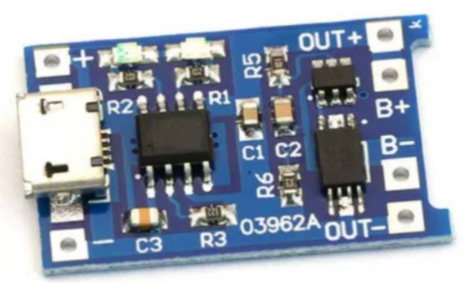 +
OUT+
k
R5
R2
R1
B+
C1
C2
B-
R6
C3
R3
03962A
OUT-
-